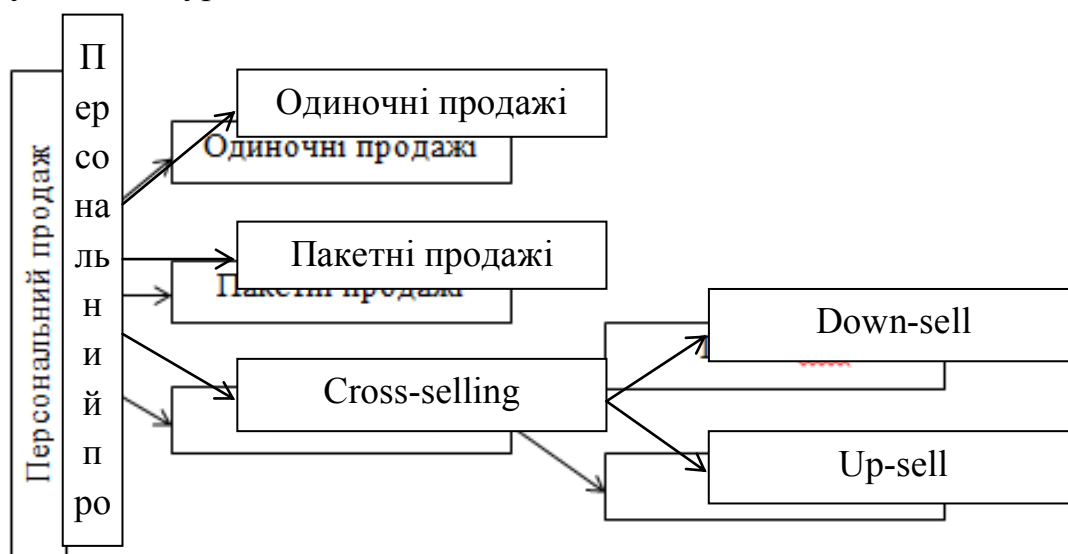 П
ер
со
на
ль
н
и
й
п
ро
Персональний продаж
Одиночні продажі
Одиночні продажі
Пакетні продажі
Пакетні продажі
Cross-selling
Down-sell
Up-sell